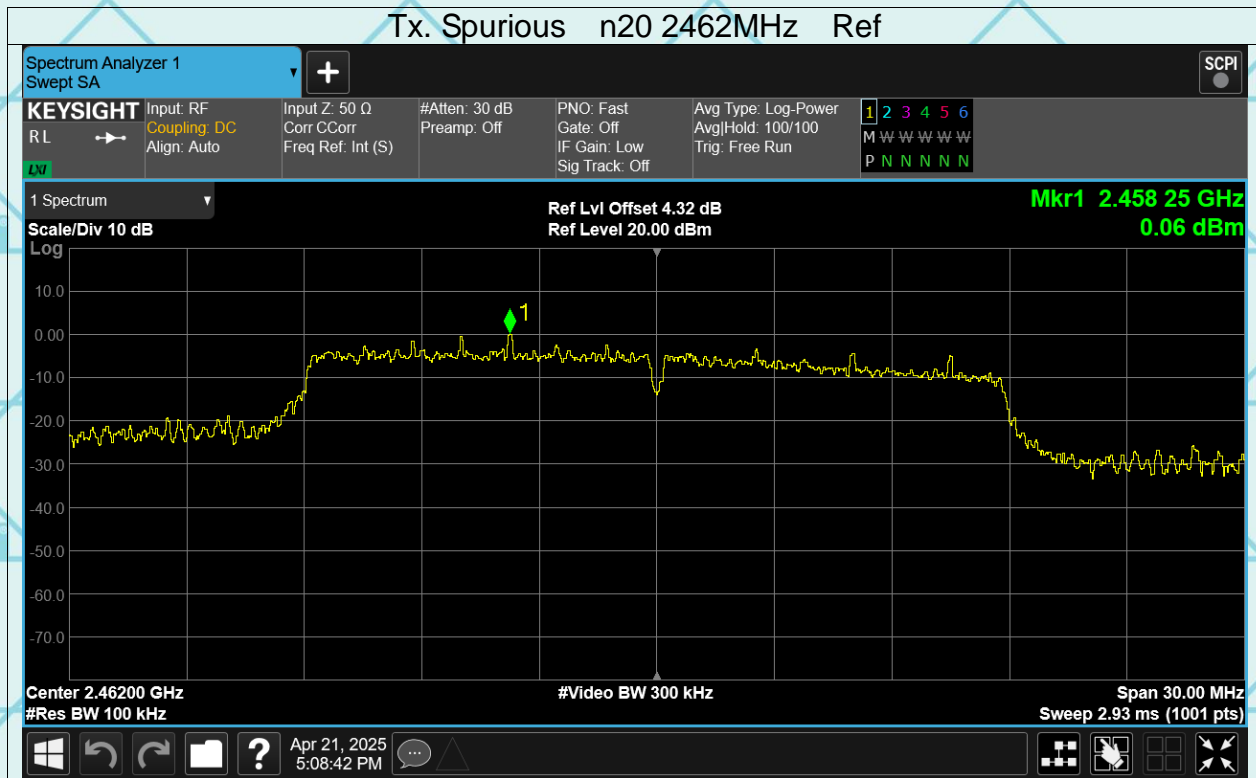 Tx. Spurious n20 2462MHz Ref
Spectrum Analyzer 1
Swept SA
SCPI
KEYSIGHT
R L
LXI
Input: RF
Coupling: DC
Align: Auto
Input Z: 50 Ω
Corr CCorr
Freq Ref: Int (S)
#Atten: 30 dB
Preamp: Off
PNO: Fast
Gate: Off
IF Gain: Low
Sig Track: Off
Avg Type: Log-Power
Avg|Hold: 100/100
Trig: Free Run
1 2 3 4 5 6
M W W W W W
P N N N N N
1 Spectrum
Scale/Div 10 dB
Ref Lvl Offset 4.32 dB
Ref Level 20.00 dBm
Mkr1 2.458 25 GHz
0.06 dBm
Log
10.0
0.00
-10.0
-20.0
-30.0
-40.0
-50.0
-60.0
-70.0
1
Center 2.46200 GHz
#Res BW 100 kHz
#Video BW 300 kHz
Span 30.00 MHz
Sweep 2.93 ms (1001 pts)
?
Apr 21, 2025
5:08:42 PM